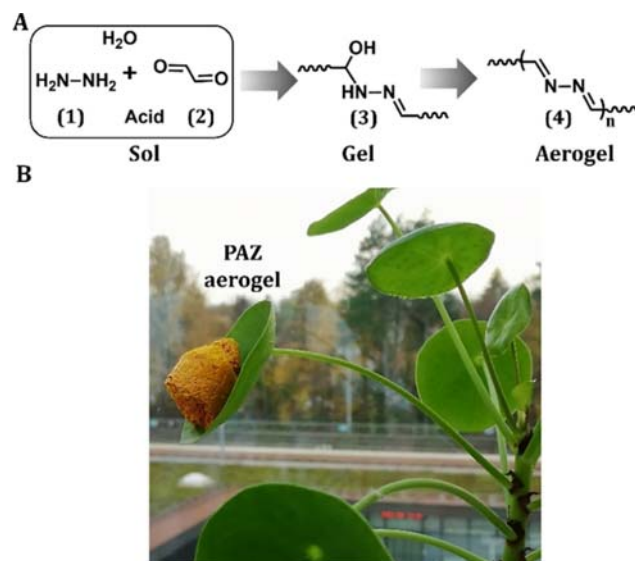 A
H₂O
H₂N–NH₂ + O O
(1) Acid (2)
Sol
OH
HN–N
(3)
Gel
N–N
n
(4)
Aerogel
B
PAZ
aerogel